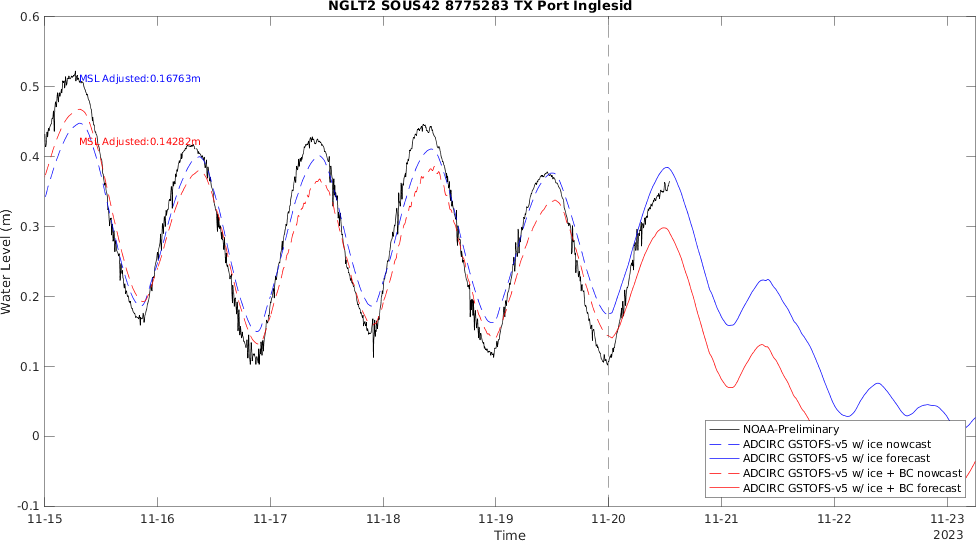 NGLT2 SOUS42 8775283 TX Port Inglesid
Water Level (m)
0.6
0.5
0.4
0.3
0.2
0.1
0
-0.1
MSL Adjusted:0.16763m
MSL Adjusted:0.14282m
NOAA-Preliminary
ADCIRC GSTOFS-v5 w/ ice nowcast
ADCIRC GSTOFS-v5 w/ ice forecast
ADCIRC GSTOFS-v5 w/ ice + BC nowcast
ADCIRC GSTOFS-v5 w/ ice + BC forecast
11-15 11-16 11-17 11-18 11-19 11-20 11-21 11-22 11-23
Time 2023